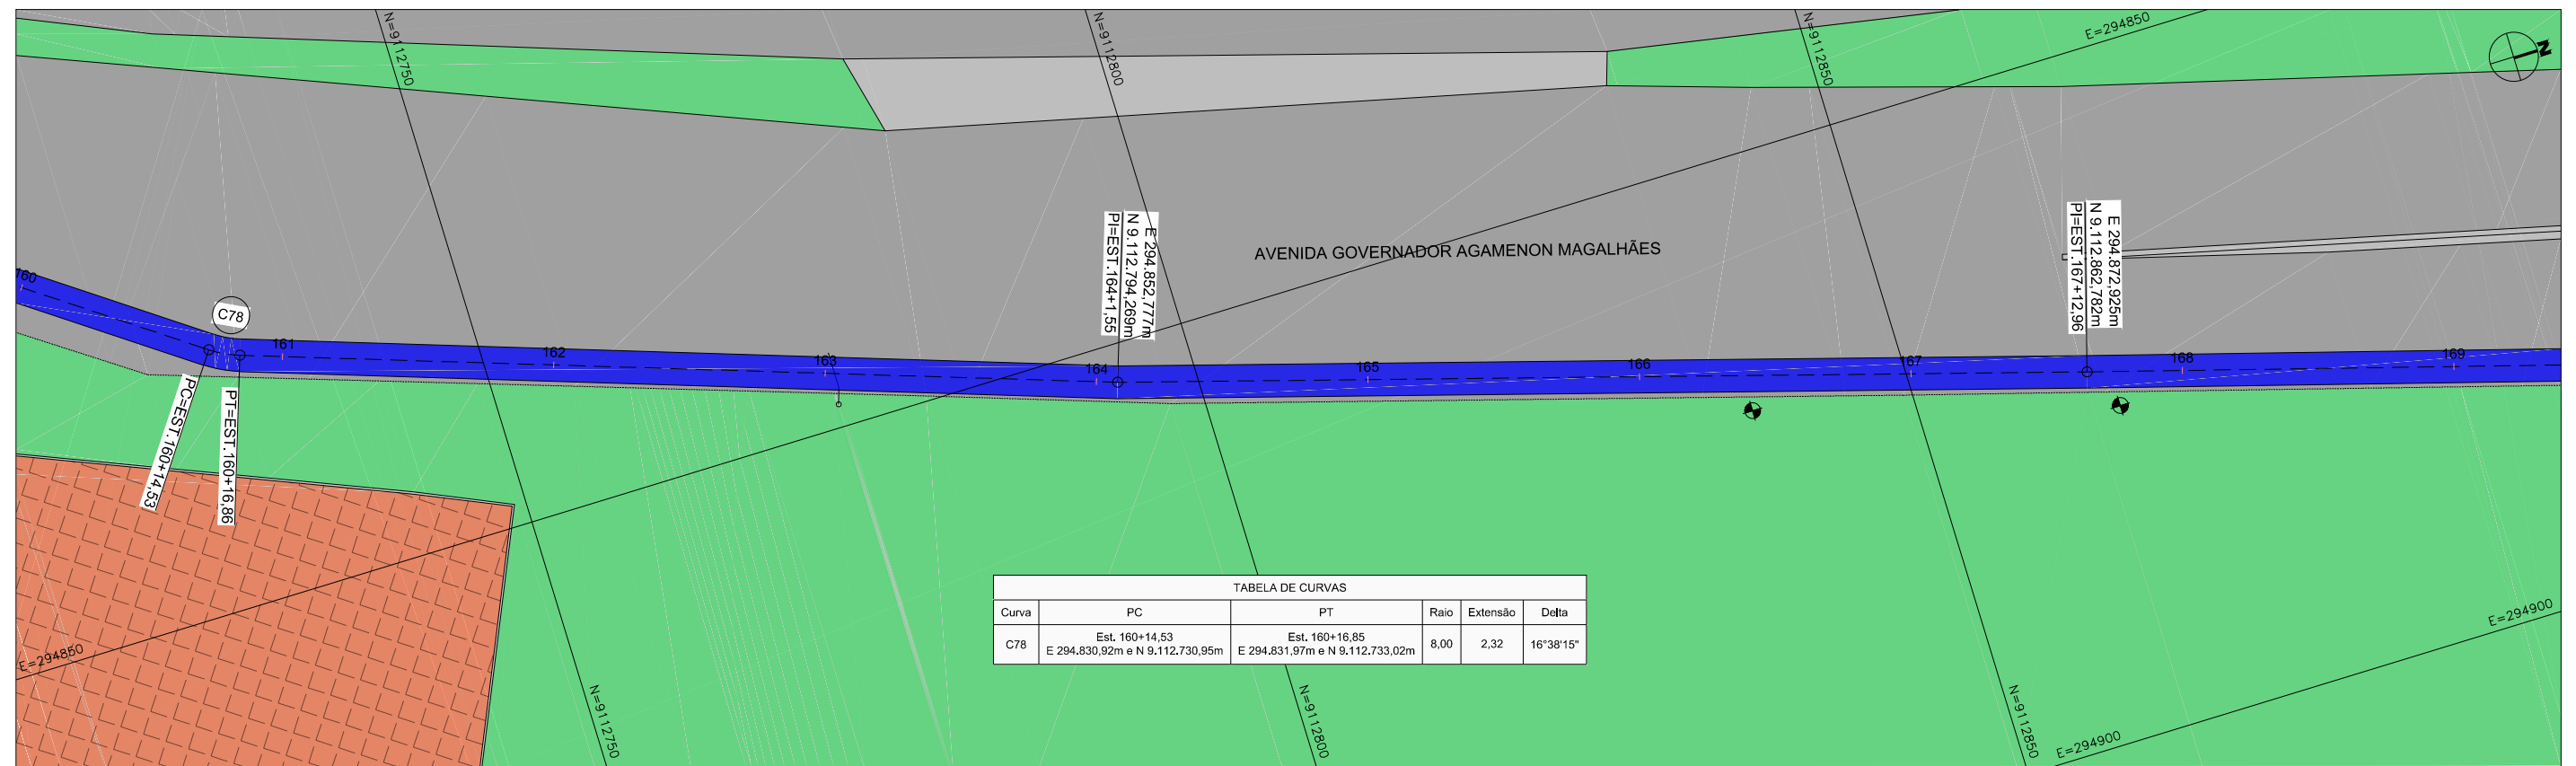 N=9112750
N=9112800
N=9112850
E=294850
N
E 294.852,777m
N 9.112.794,269m
PI=EST.164+1,55
AVENIDA GOVERNADOR AGAMENON MAGALHÃES
E 294.872,925m
N 9.112.862,782m
PI=EST.167+12,96
160
C78
161
162
163
164
165
166
167
168
169
PC=EST.160+14,53
PT=EST.160+16,86
TABELA DE CURVAS
Curva PC PT Raio Extensão Delta
C78 Est. 160+14,53 Est. 160+16,85 8,00 2,32 16°38'15"
E 294.830,92m e N 9.112.730,95m E 294.831,97m e N 9.112.733,02m
E=294850
E=294900
N=9112750
N=9112800
N=9112850
E=294900